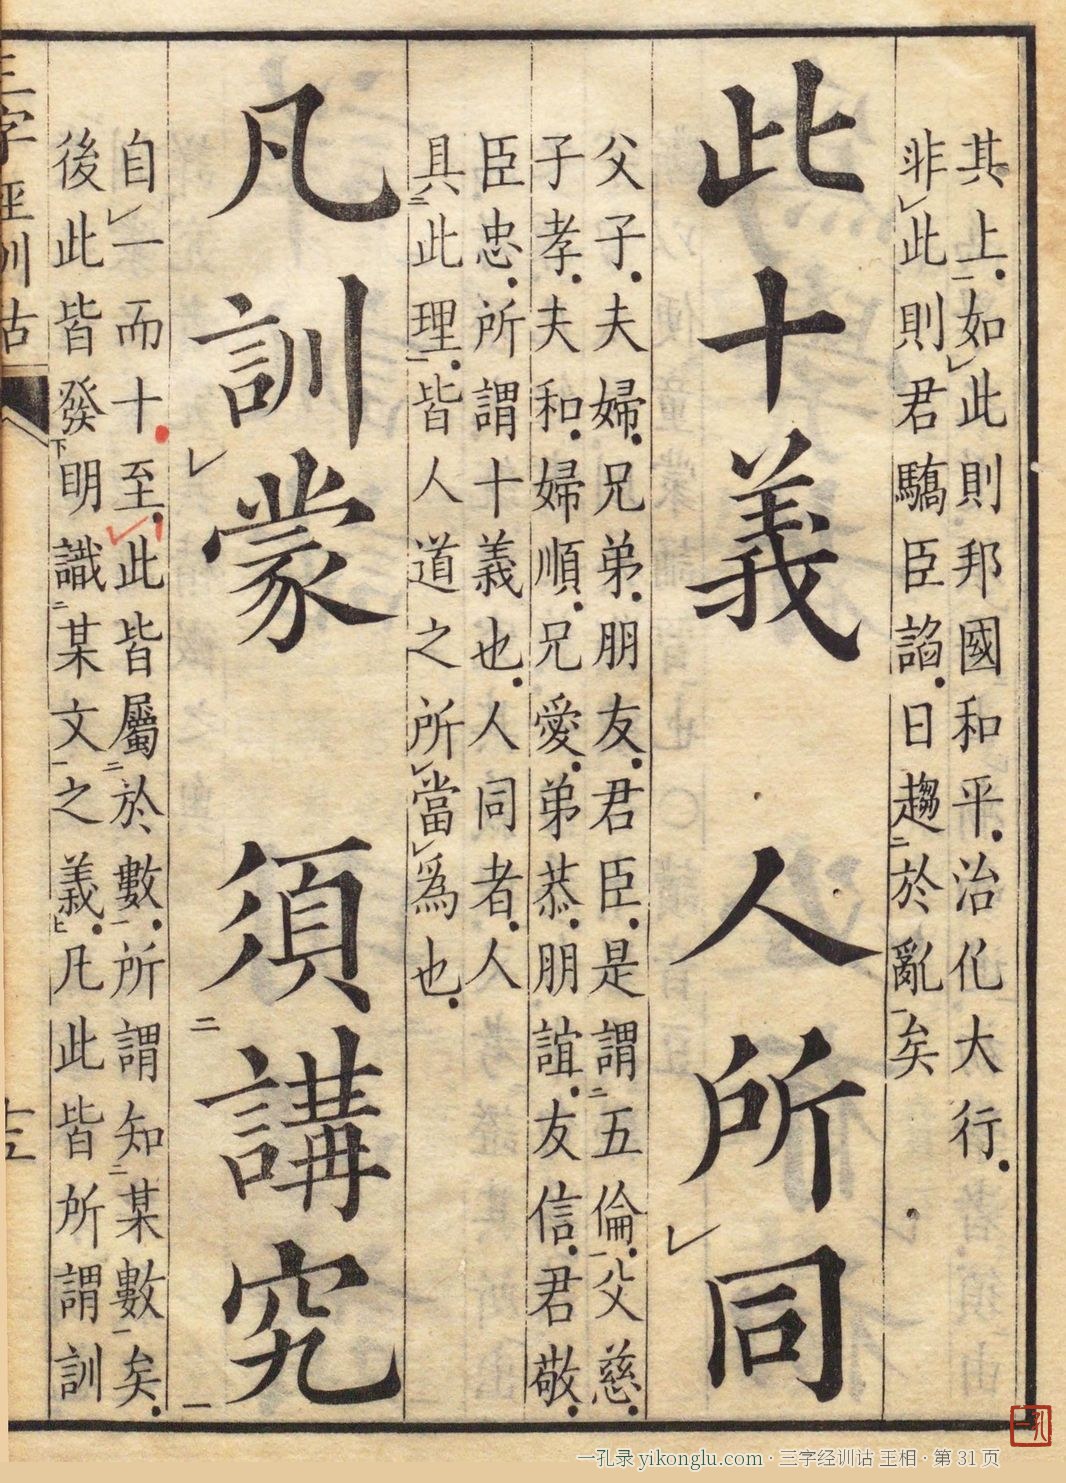 其上如此則邦國和平治化大行
非此則君驕臣諂日趨於亂矣
此十義 人所同
父子夫婦兄弟朋友君臣是謂五倫父慈
子孝夫和婦順兄愛弟恭朋誼友信君敬
臣忠所謂十義也人同者人
具此理皆人道之所當爲也
凡訓蒙 須講究
自一而十至此皆屬於數所謂知某數矣
後此皆發明識某文之義凡此皆所謂訓
三字經訓詁
一孔录 yikonglu.com · 三字经训诂 王相 · 第 31 页